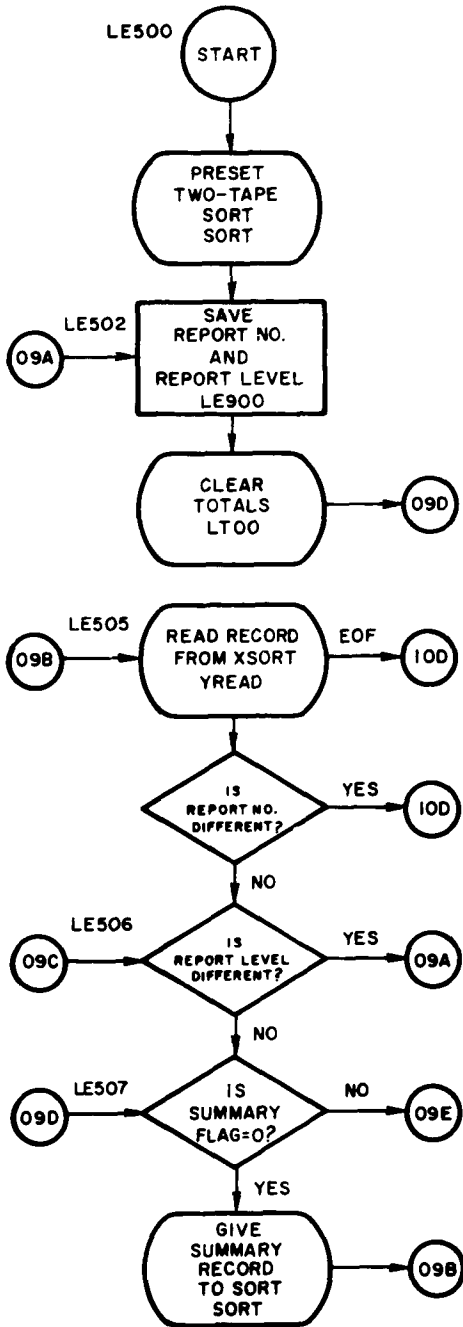 LE500
START
PRESET
TWO-TAPE
SORT
SORT
LE502
09A
SAVE
REPORT NO.
AND
REPORT LEVEL
LE900
CLEAR
TOTALS
LT00
09D
LE505
09B
READ RECORD
FROM XSORT
YREAD
EOF
10D
IS
REPORT NO.
DIFFERENT?
YES
10D
NO
LE506
09C
IS
REPORT LEVEL
DIFFERENT?
YES
09A
NO
LE507
09D
IS
SUMMARY
FLAG=0?
NO
09E
YES
GIVE
SUMMARY
RECORD
TO SORT
SORT
09B